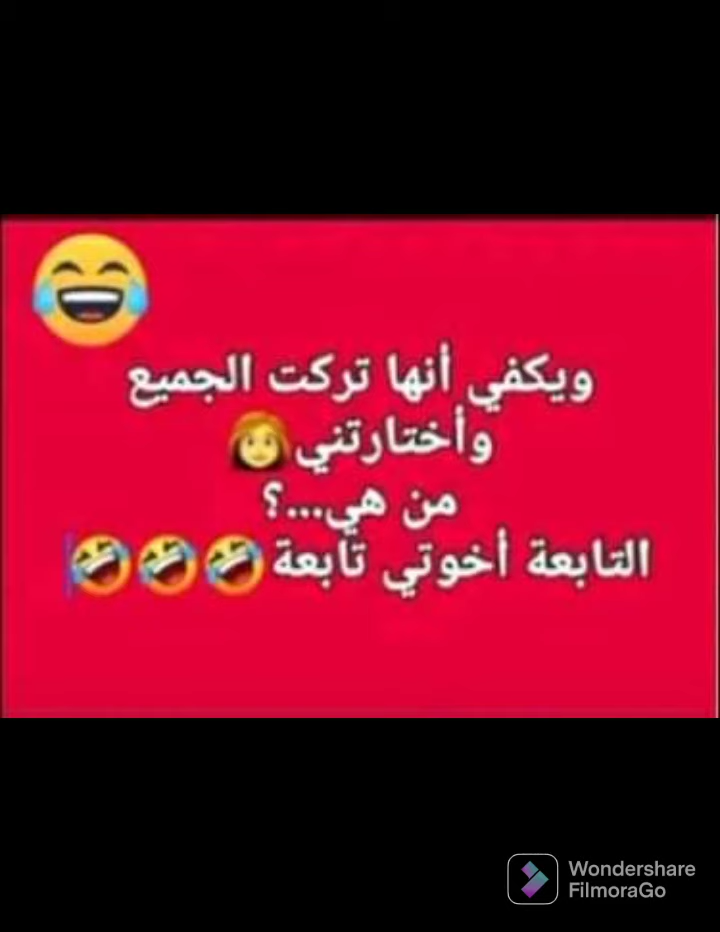 ويكفي أنها تركت الجميع
وأختارتني👩
من هي...؟
التابعة أخوتي تابعة🤣🤣🤣
Wondershare
FilmoraGo